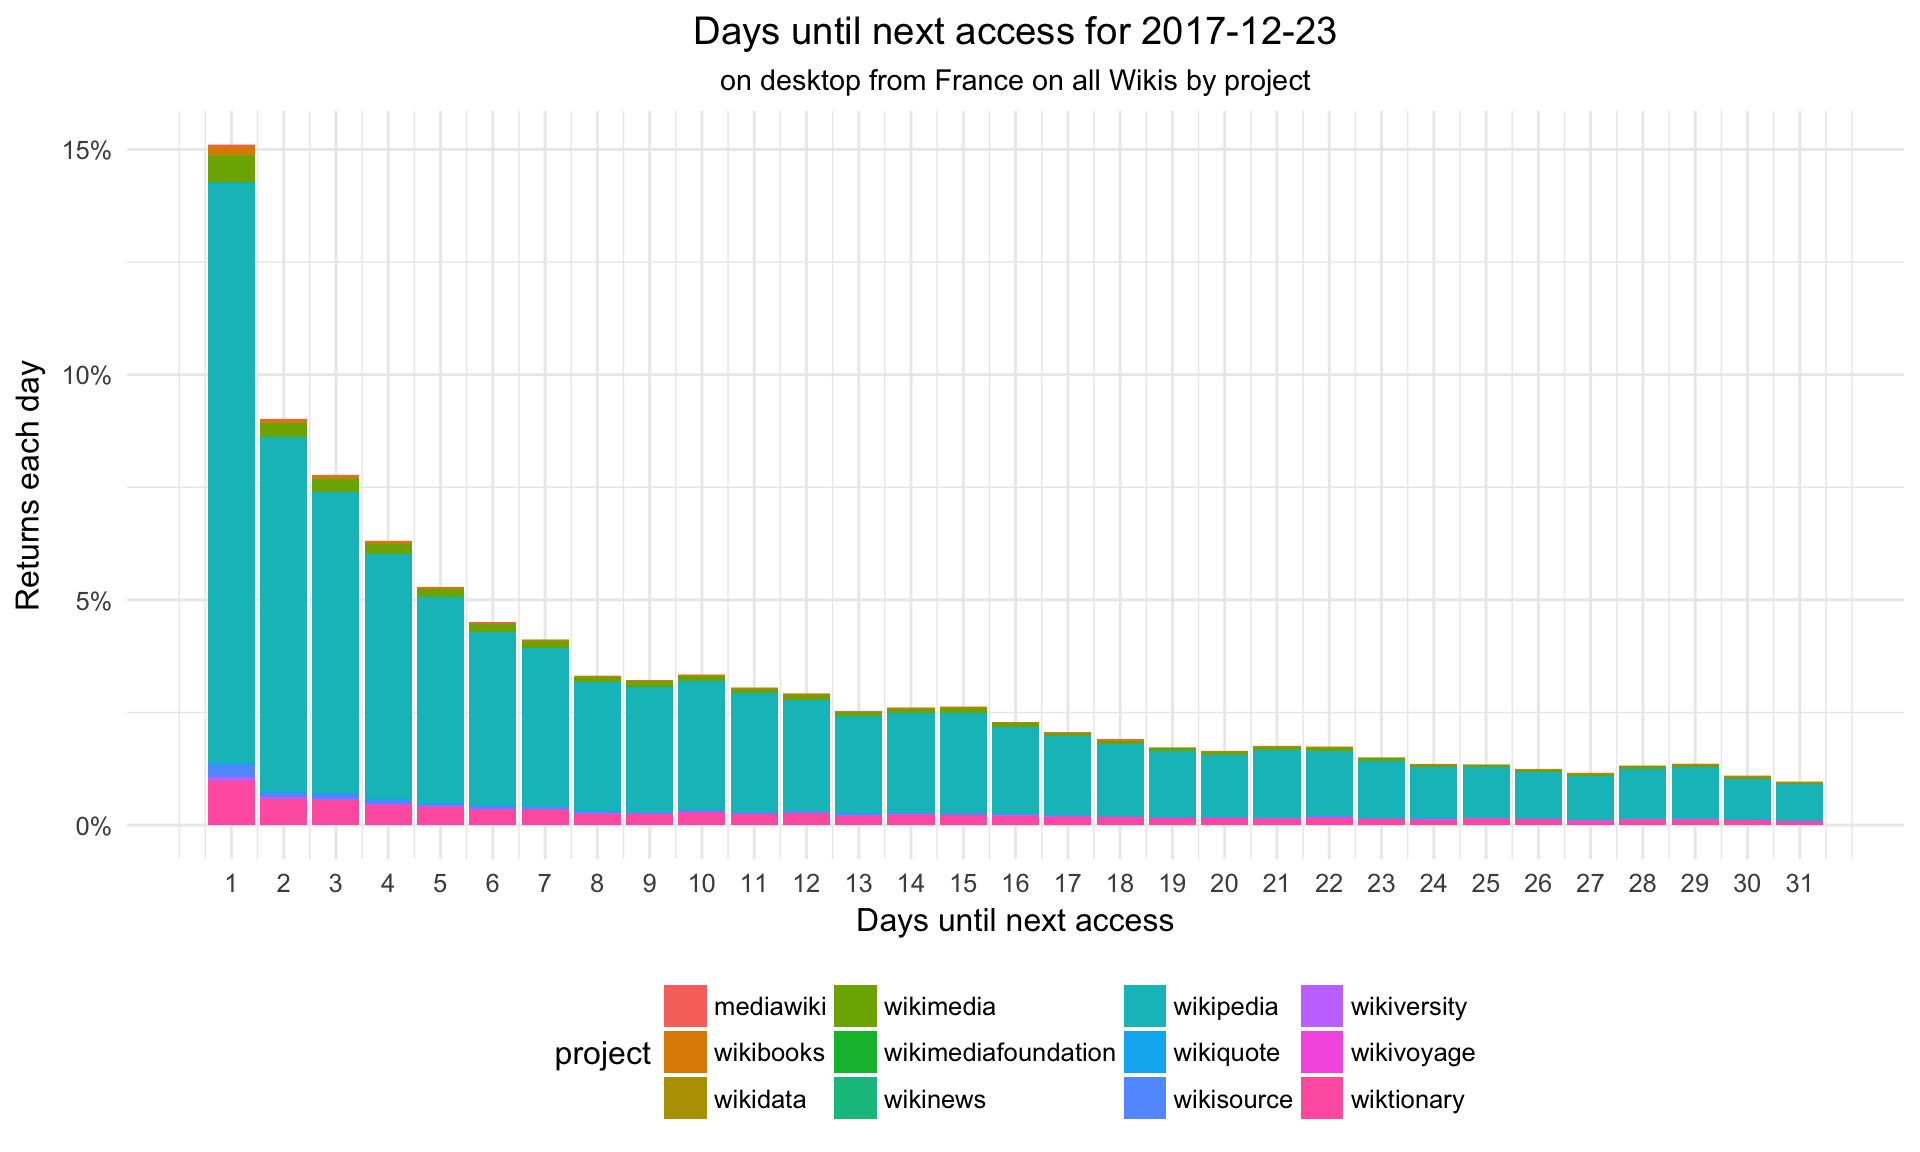 Days until next access for 2017-12-23
on desktop from France on all Wikis by project
Returns each day
15%
10%
5%
0%
1 2 3 4 5 6 7 8 9 10 11 12 13 14 15 16 17 18 19 20 21 22 23 24 25 26 27 28 29 30 31
Days until next access
project
mediawiki wikimedia wikipedia wikiversity
wikibooks wikimediafoundation wikiquote wikivoyage
wikidata wikinews wikisource wiktionary